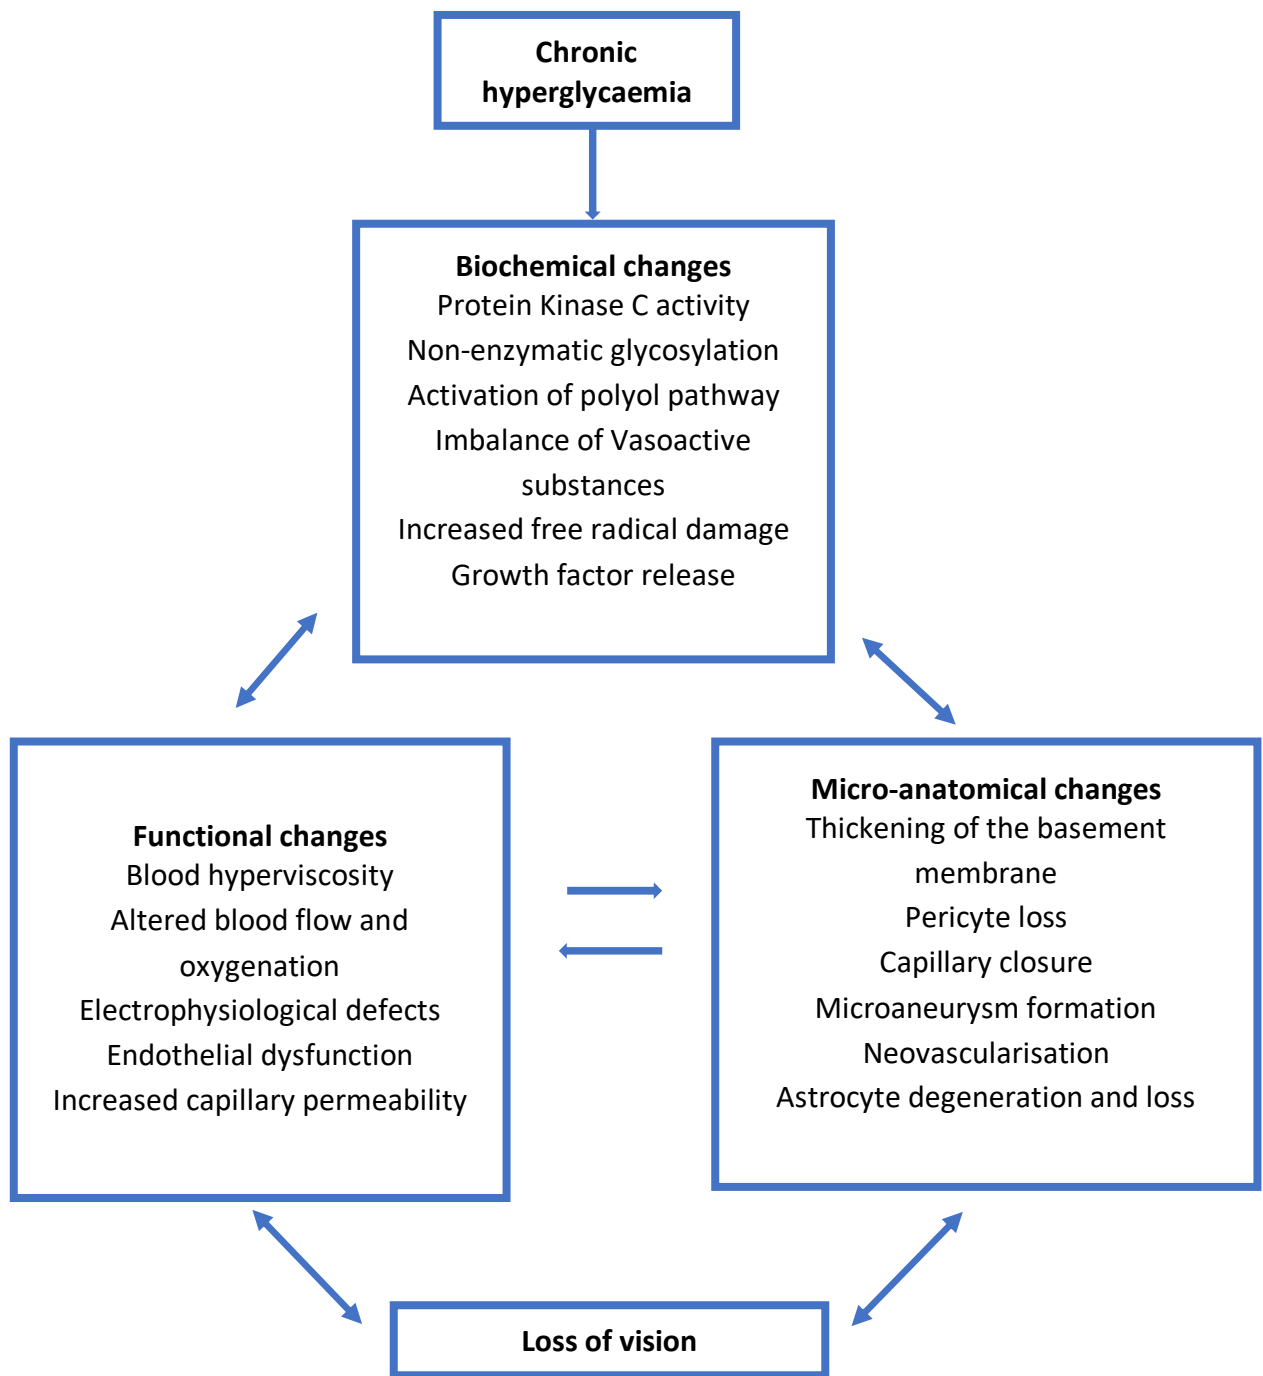 Chronic
hyperglycaemia
Biochemical changes
Protein Kinase C activity
Non-enzymatic glycosylation
Activation of polyol pathway
Imbalance of Vasoactive
substances
Increased free radical damage
Growth factor release
Functional changes
Blood hyperviscosity
Altered blood flow and
oxygenation
Electrophysiological defects
Endothelial dysfunction
Increased capillary permeability
Micro-anatomical changes
Thickening of the basement
membrane
Pericyte loss
Capillary closure
Microaneurysm formation
Neovascularisation
Astrocyte degeneration and loss
Loss of vision